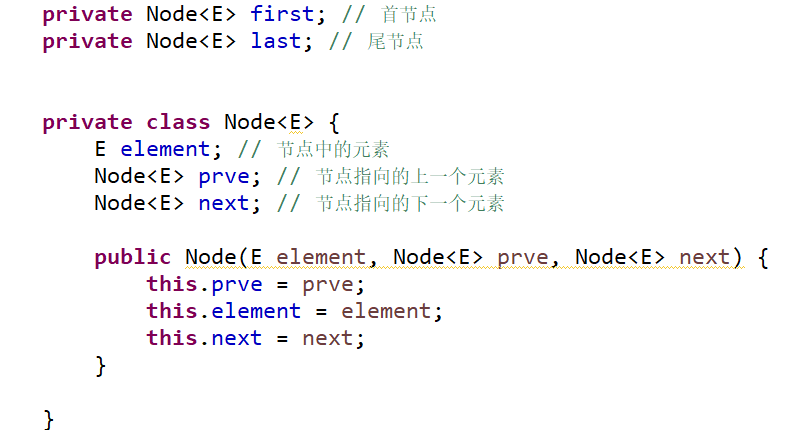 private Node<E> first; // 首节点
private Node<E> last; // 尾节点
private class Node<E> {
E element; // 节点中的元素
Node<E> prve; // 节点指向的上一个元素
Node<E> next; // 节点指向的下一个元素
public Node(E element, Node<E> prve, Node<E> next) {
this.prve = prve;
this.element = element;
this.next = next;
}
}